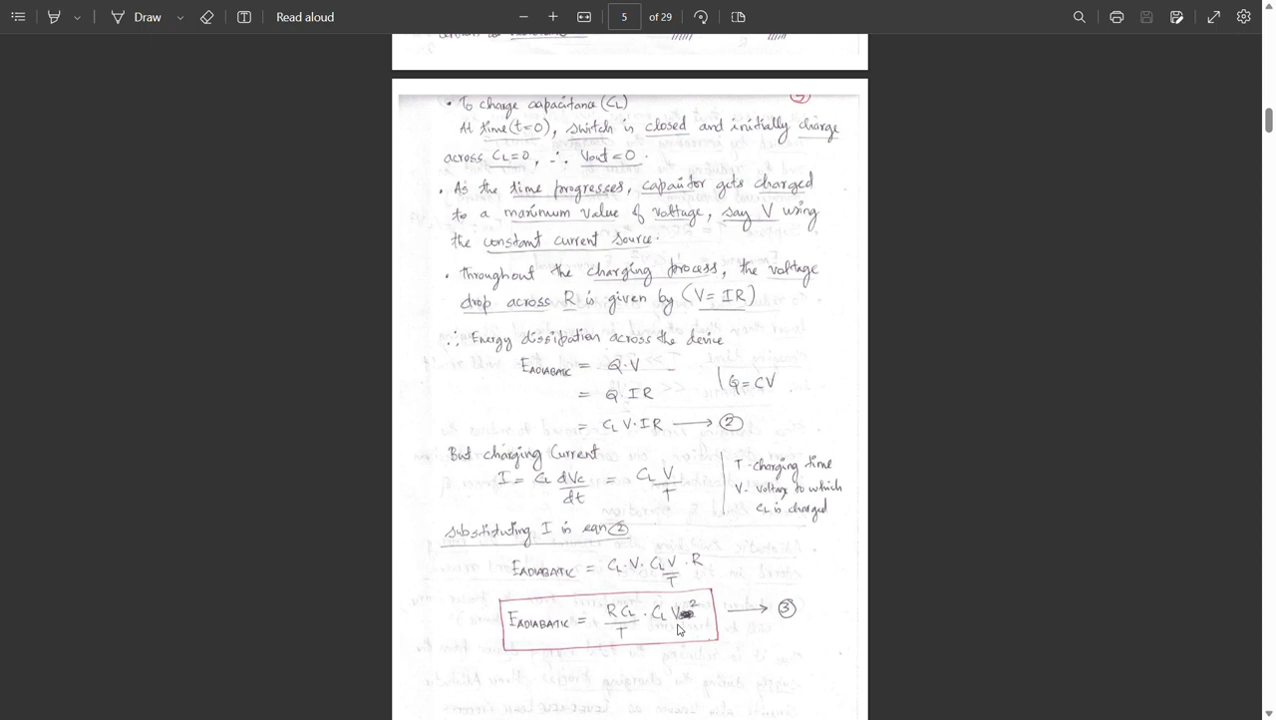 Draw
Read aloud
5
of 29
• To charge capacitance (CL)
At time (t=0), switch is closed and initially charge
across CL=0, ∴ Vout=0.
• As the time progresses, capacitor gets charged
to a maximum value of voltage, say V using
the constant current source.
• Throughout the charging process, the voltage
drop across R is given by (V= IR)
∴ Energy dissipation across the device
EADIABATIC = Q·V
= Q·IR | Q=CV
= CL V·IR → ②
But charging Current
I = CL dVc/dt = CL V/T
T - charging time
V - voltage to which
CL is charged
Substituting I in eqn ②
EADIABATIC = CL·V· CL V/T ·R
EADIABATIC = R CL/T · CL V² → ③